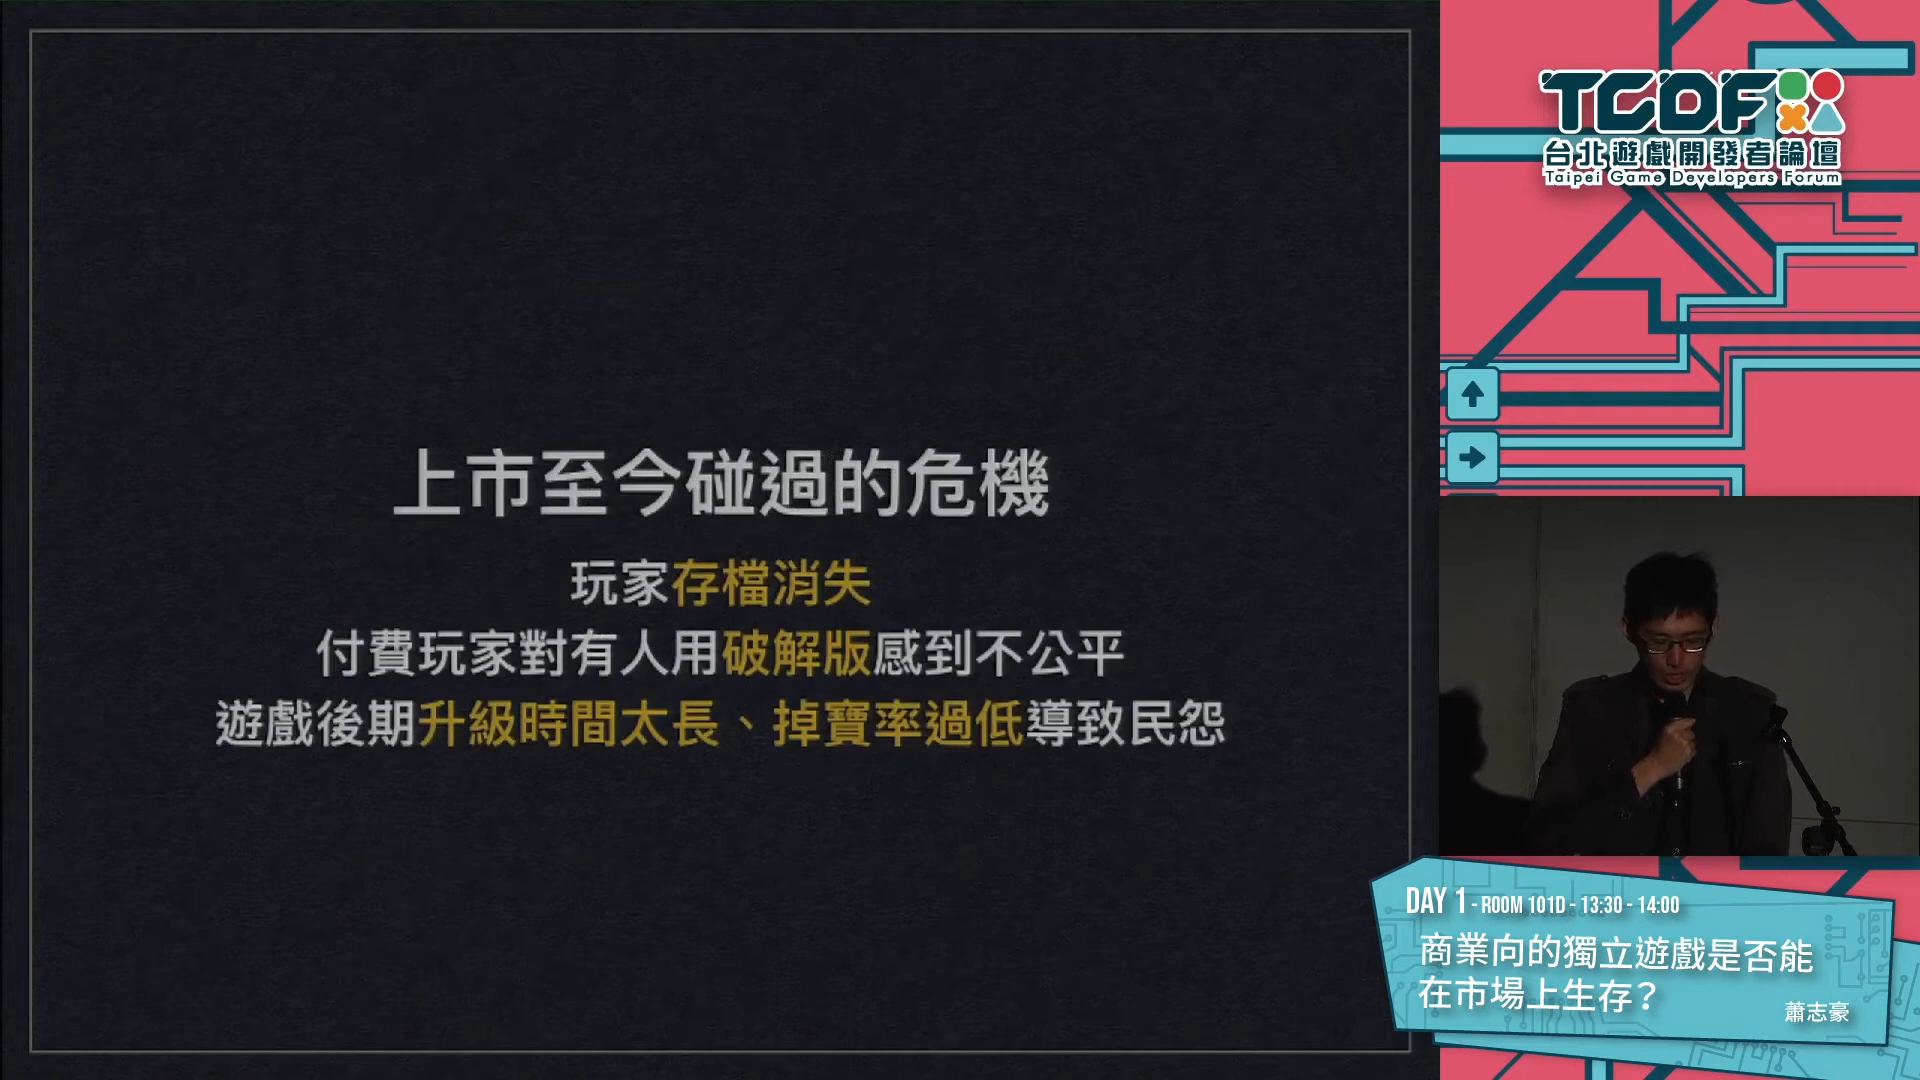 上市至今碰過的危機
玩家存檔消失
付費玩家對有人用破解版感到不公平
遊戲後期升級時間太長、掉寶率過低導致民怨
TGDF
台北遊戲開發者論壇
Taipei Game Developers Forum
DAY 1 - ROOM 101D - 13:30 - 14:00
商業向的獨立遊戲是否能
在市場上生存?
蕭志豪